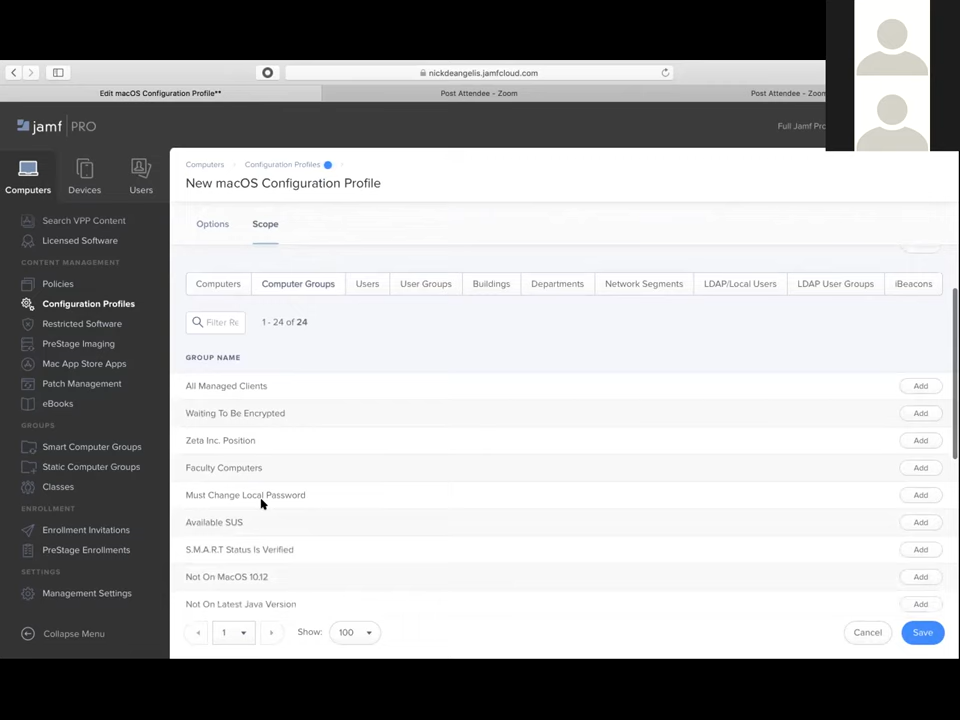 nickdeangelis.jamfcloud.com
Edit macOS Configuration Profile**
Post Attendee - Zoom
Post Attendee - Zoom
jamf | PRO
Full Jamf Pro
Computers
Devices
Users
Search VPP Content
Licensed Software
CONTENT MANAGEMENT
Policies
Configuration Profiles
Restricted Software
PreStage Imaging
Mac App Store Apps
Patch Management
eBooks
GROUPS
Smart Computer Groups
Static Computer Groups
Classes
ENROLLMENT
Enrollment Invitations
PreStage Enrollments
SETTINGS
Management Settings
Collapse Menu
Computers
Configuration Profiles
New macOS Configuration Profile
Options
Scope
Computers
Computer Groups
Users
User Groups
Buildings
Departments
Network Segments
LDAP/Local Users
LDAP User Groups
iBeacons
Filter Re
1 - 24 of 24
GROUP NAME
All Managed Clients Add
Waiting To Be Encrypted Add
Zeta Inc. Position Add
Faculty Computers Add
Must Change Local Password Add
Available SUS Add
S.M.A.R.T Status Is Verified Add
Not On MacOS 10.12 Add
Not On Latest Java Version Add
1
Show: 100
Cancel
Save